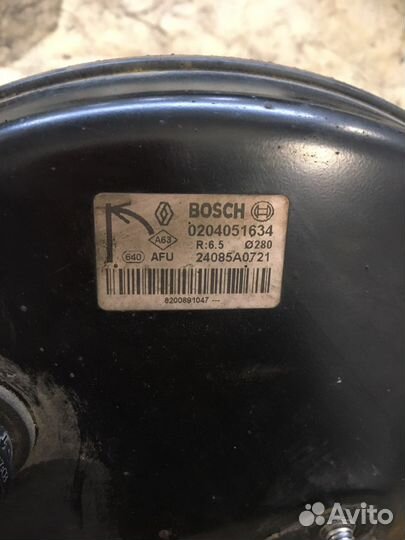 BOSCH
0204051634
A63
R:6.5 Ø280
640 AFU 24085A0721
8200891047 ---
Avito